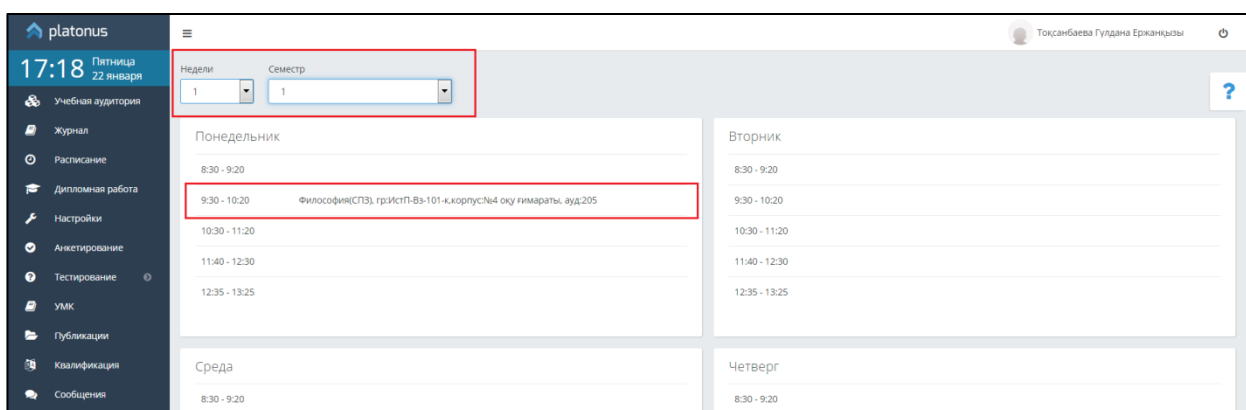 platonus
Тоқсанбаева Гүлдана Ержанқызы
17:18 Пятница
22 января
Учебная аудитория
Журнал
Расписание
Дипломная работа
Настройки
Анкетирование
Тестирование
УМК
Публикации
Квалификация
Сообщения
Недели Семестр
1 1
?
Понедельник
8:30 - 9:20
9:30 - 10:20 Философия(СПЗ), гр:ИстП-Вз-101-к,корпус:№4 оқу ғимараты, ауд:205
10:30 - 11:20
11:40 - 12:30
12:35 - 13:25
Вторник
8:30 - 9:20
9:30 - 10:20
10:30 - 11:20
11:40 - 12:30
12:35 - 13:25
Среда
8:30 - 9:20
Четверг
8:30 - 9:20